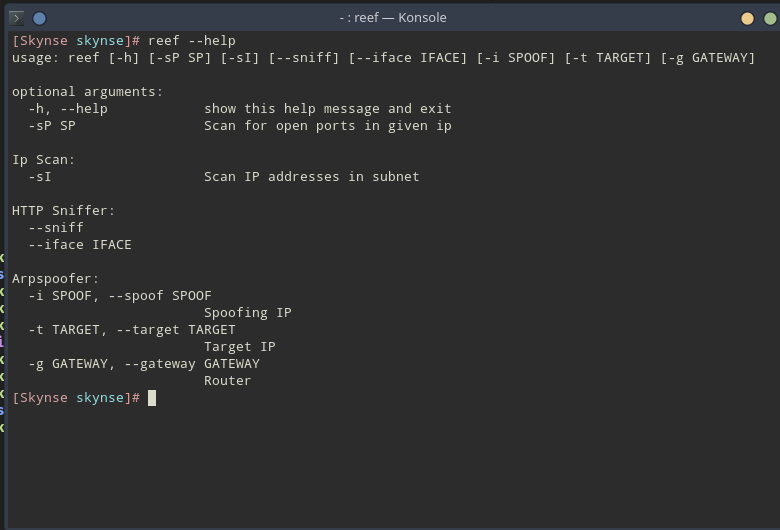 - : reef — Konsole
[Skynse skynse]# reef --help
usage: reef [-h] [-sP SP] [-sI] [--sniff] [--iface IFACE] [-i SPOOF] [-t TARGET] [-g GATEWAY]
optional arguments:
-h, --help show this help message and exit
-sP SP Scan for open ports in given ip
Ip Scan:
-sI Scan IP addresses in subnet
HTTP Sniffer:
--sniff
--iface IFACE
Arpspoofer:
-i SPOOF, --spoof SPOOF
Spoofing IP
-t TARGET, --target TARGET
Target IP
-g GATEWAY, --gateway GATEWAY
Router
[Skynse skynse]#